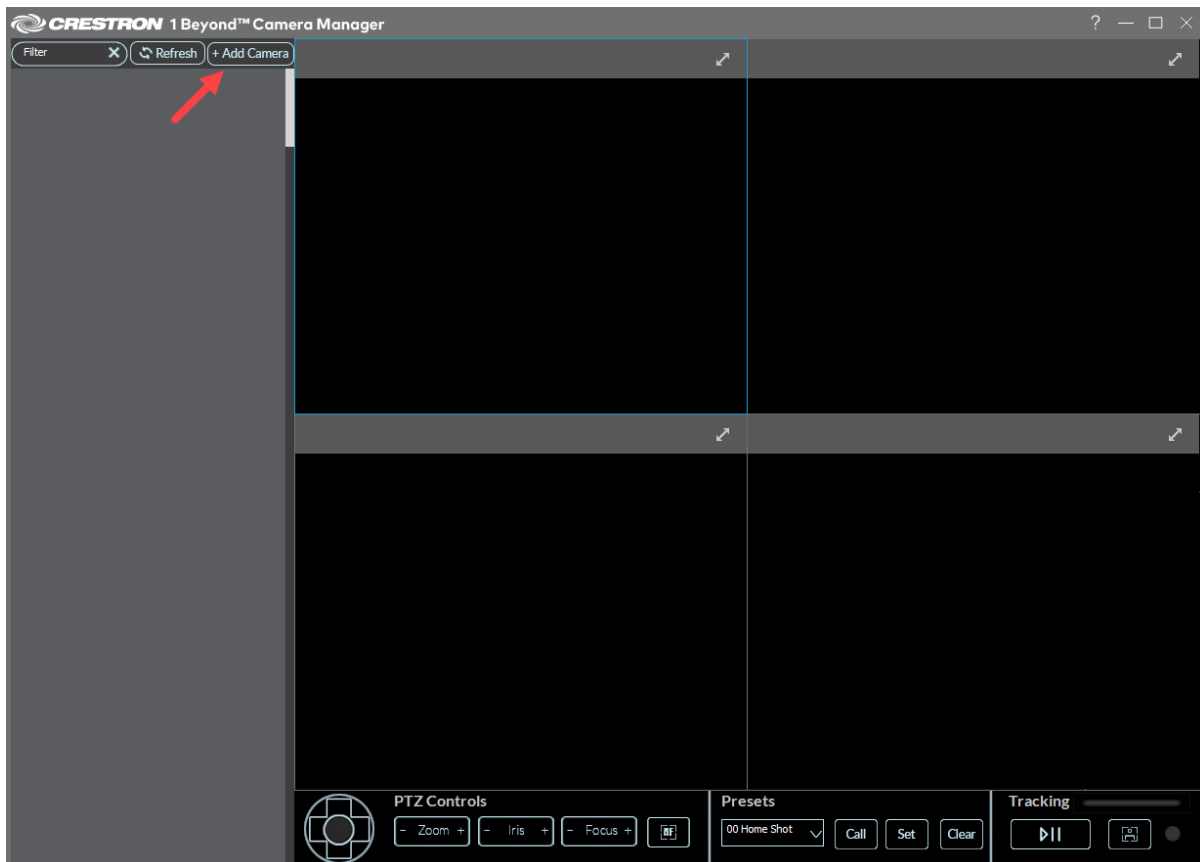 CRESTRON 1 Beyond™ Camera Manager ?
Filter Refresh + Add Camera
PTZ Controls Presets Tracking
- Zoom + - Iris + - Focus + AF 00 Home Shot Call Set Clear